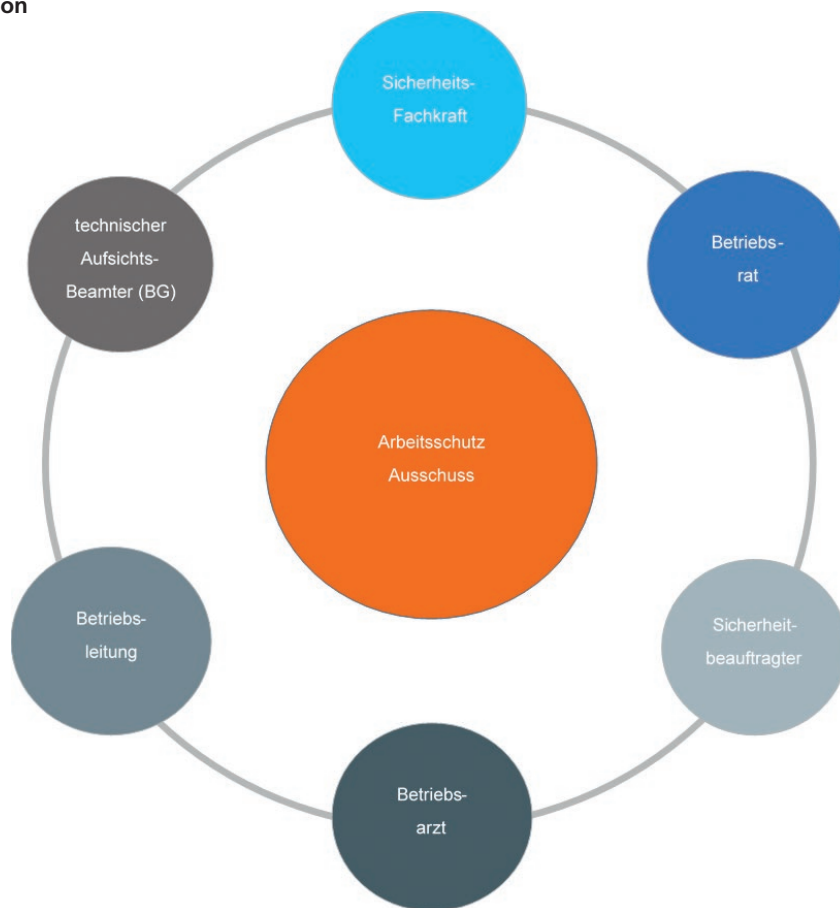 on
Sicherheits-
Fachkraft
technischer
Aufsichts-
Beamter (BG)
Betriebs-
rat
Arbeitsschutz
Ausschuss
Betriebs-
leitung
Sicherheit-
beauftragter
Betriebs-
arzt